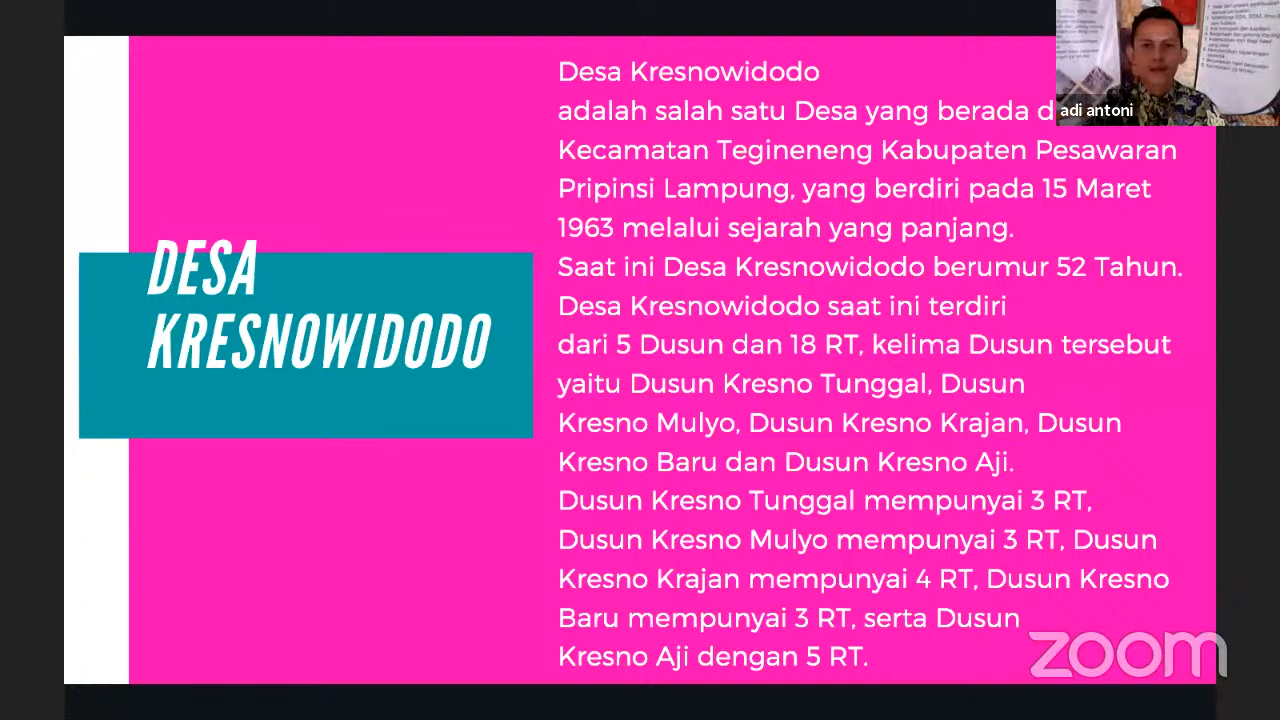 DESA
KRESNOWIDODO
Desa Kresnowidodo
adalah salah satu Desa yang berada
Kecamatan Tegineneng Kabupaten Pesawaran
Pripinsi Lampung, yang berdiri pada 15 Maret
1963 melalui sejarah yang panjang.
Saat ini Desa Kresnowidodo berumur 52 Tahun.
Desa Kresnowidodo saat ini terdiri
dari 5 Dusun dan 18 RT, kelima Dusun tersebut
yaitu Dusun Kresno Tunggal, Dusun
Kresno Mulyo, Dusun Kresno Krajan, Dusun
Kresno Baru dan Dusun Kresno Aji.
Dusun Kresno Tunggal mempunyai 3 RT,
Dusun Kresno Mulyo mempunyai 3 RT, Dusun
Kresno Krajan mempunyai 4 RT, Dusun Kresno
Baru mempunyai 3 RT, serta Dusun
Kresno Aji dengan 5 RT.
adi antoni
zoom